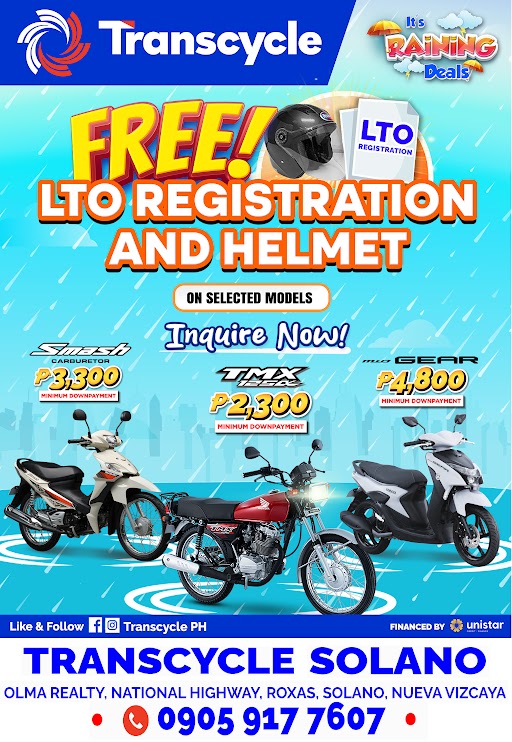 Transcycle
It's
RAINING
Deals
FREE!
LTO
REGISTRATION
LTO REGISTRATION
AND HELMET
ON SELECTED MODELS
Inquire Now!
Smash
CARBURETOR
₱3,300
MINIMUM DOWNPAYMENT
TMX
₱2,300
MINIMUM DOWNPAYMENT
mio GEAR
₱4,800
MINIMUM DOWNPAYMENT
Like & Follow Transcycle PH
FINANCED BY unistar
TRANSCYCLE SOLANO
OLMA REALTY, NATIONAL HIGHWAY, ROXAS, SOLANO, NUEVA VIZCAYA
• 0905 917 7607 •